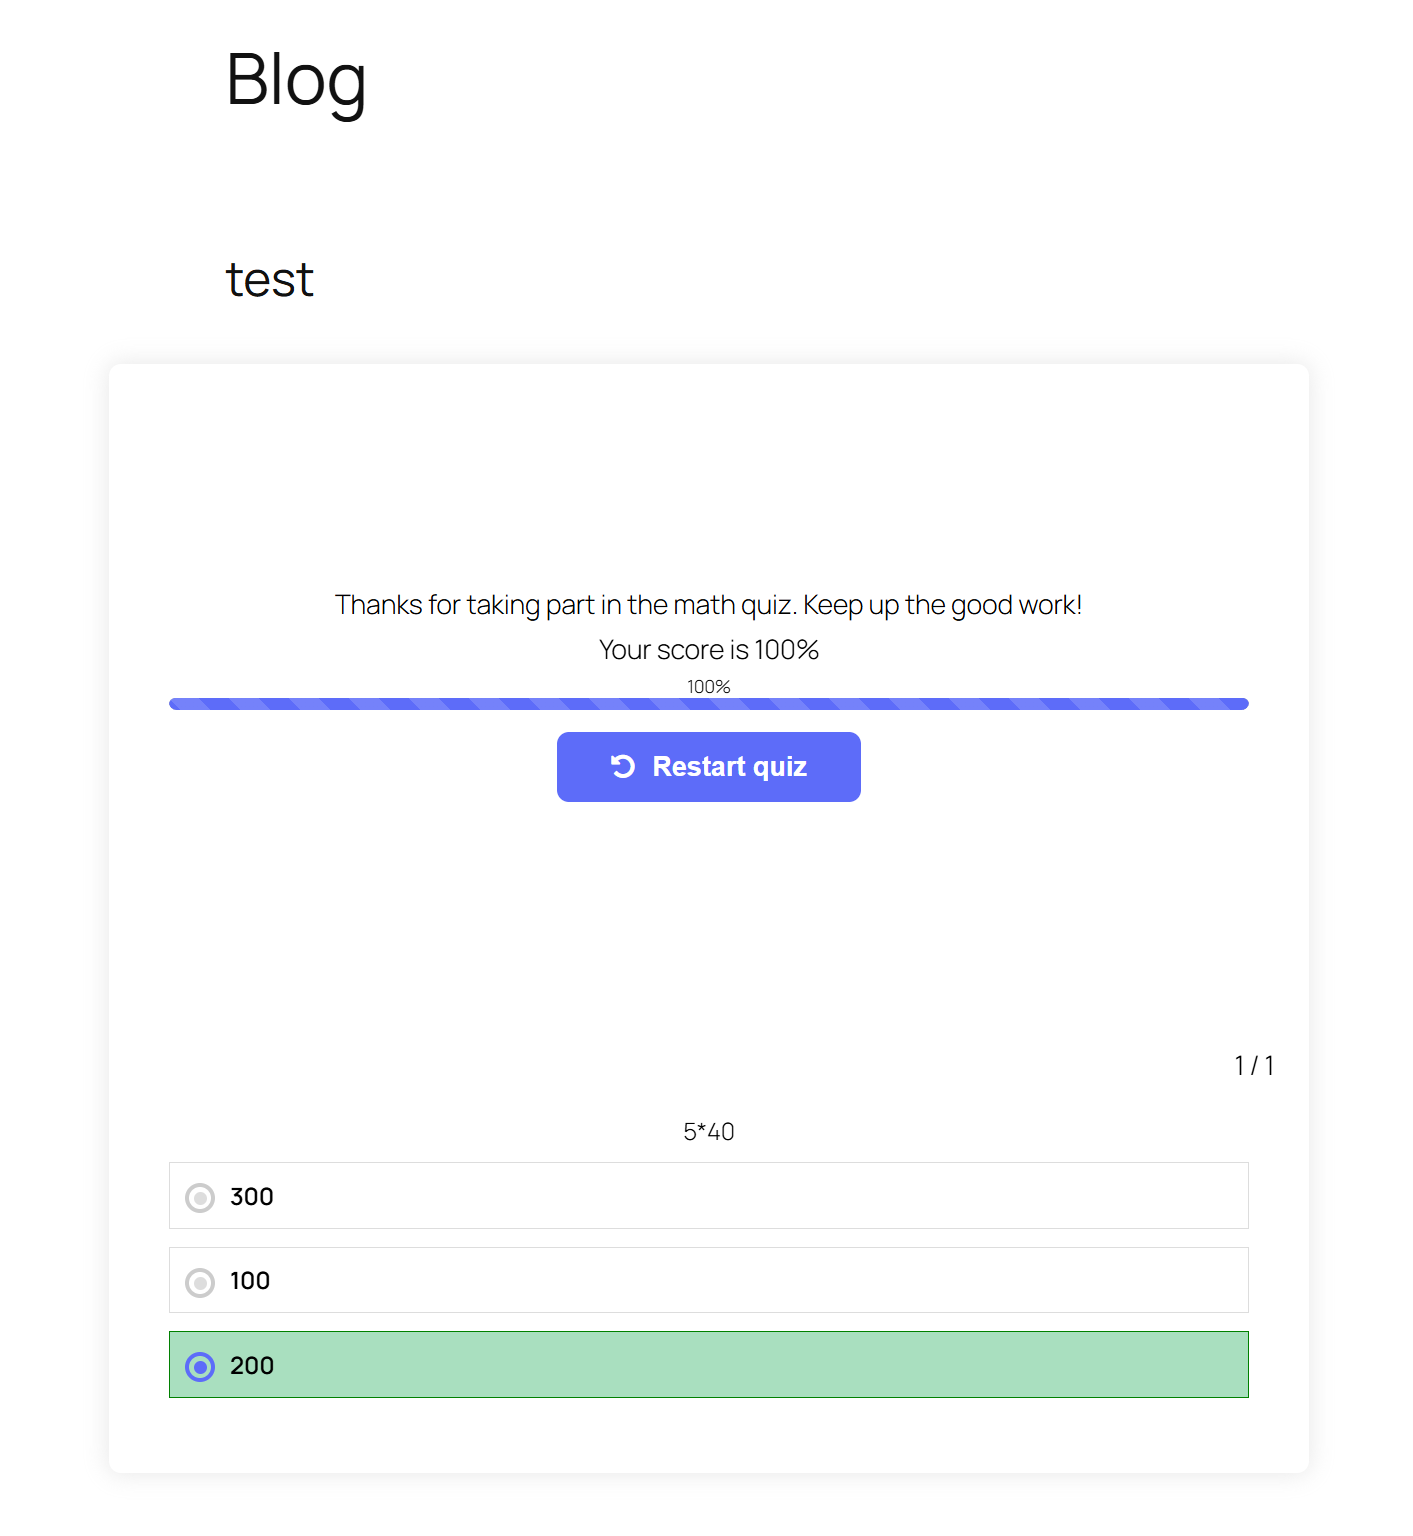 Blog
test
Thanks for taking part in the math quiz. Keep up the good work!
Your score is 100%
100%
Restart quiz
1 / 1
5*40
300
100
200